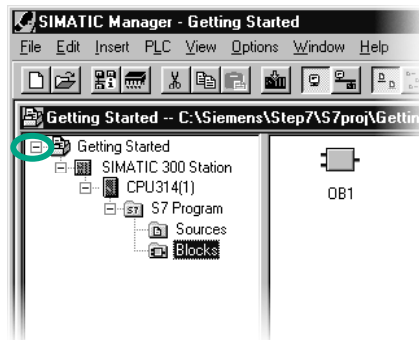 SIMATIC Manager - Getting Started
File Edit Insert PLC View Options Window Help
Getting Started -- C:\Siemens\Step7\S7proj\Gettin
Getting Started
SIMATIC 300 Station
CPU314(1)
S7 Program
Sources
Blocks
OB1